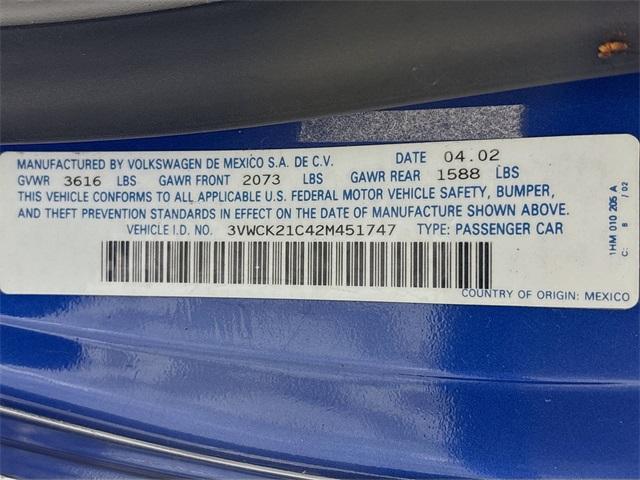 MANUFACTURED BY VOLKSWAGEN DE MEXICO S.A. DE C.V. DATE 04.02
GVWR 3616 LBS GAWR FRONT 2073 LBS GAWR REAR 1588 LBS
THIS VEHICLE CONFORMS TO ALL APPLICABLE U.S. FEDERAL MOTOR VEHICLE SAFETY, BUMPER,
AND THEFT PREVENTION STANDARDS IN EFFECT ON THE DATE OF MANUFACTURE SHOWN ABOVE.
VEHICLE I.D. NO. 3VWCK21C42M451747 TYPE: PASSENGER CAR
COUNTRY OF ORIGIN: MEXICO
1HM 010 205 A
C: 8 / 02